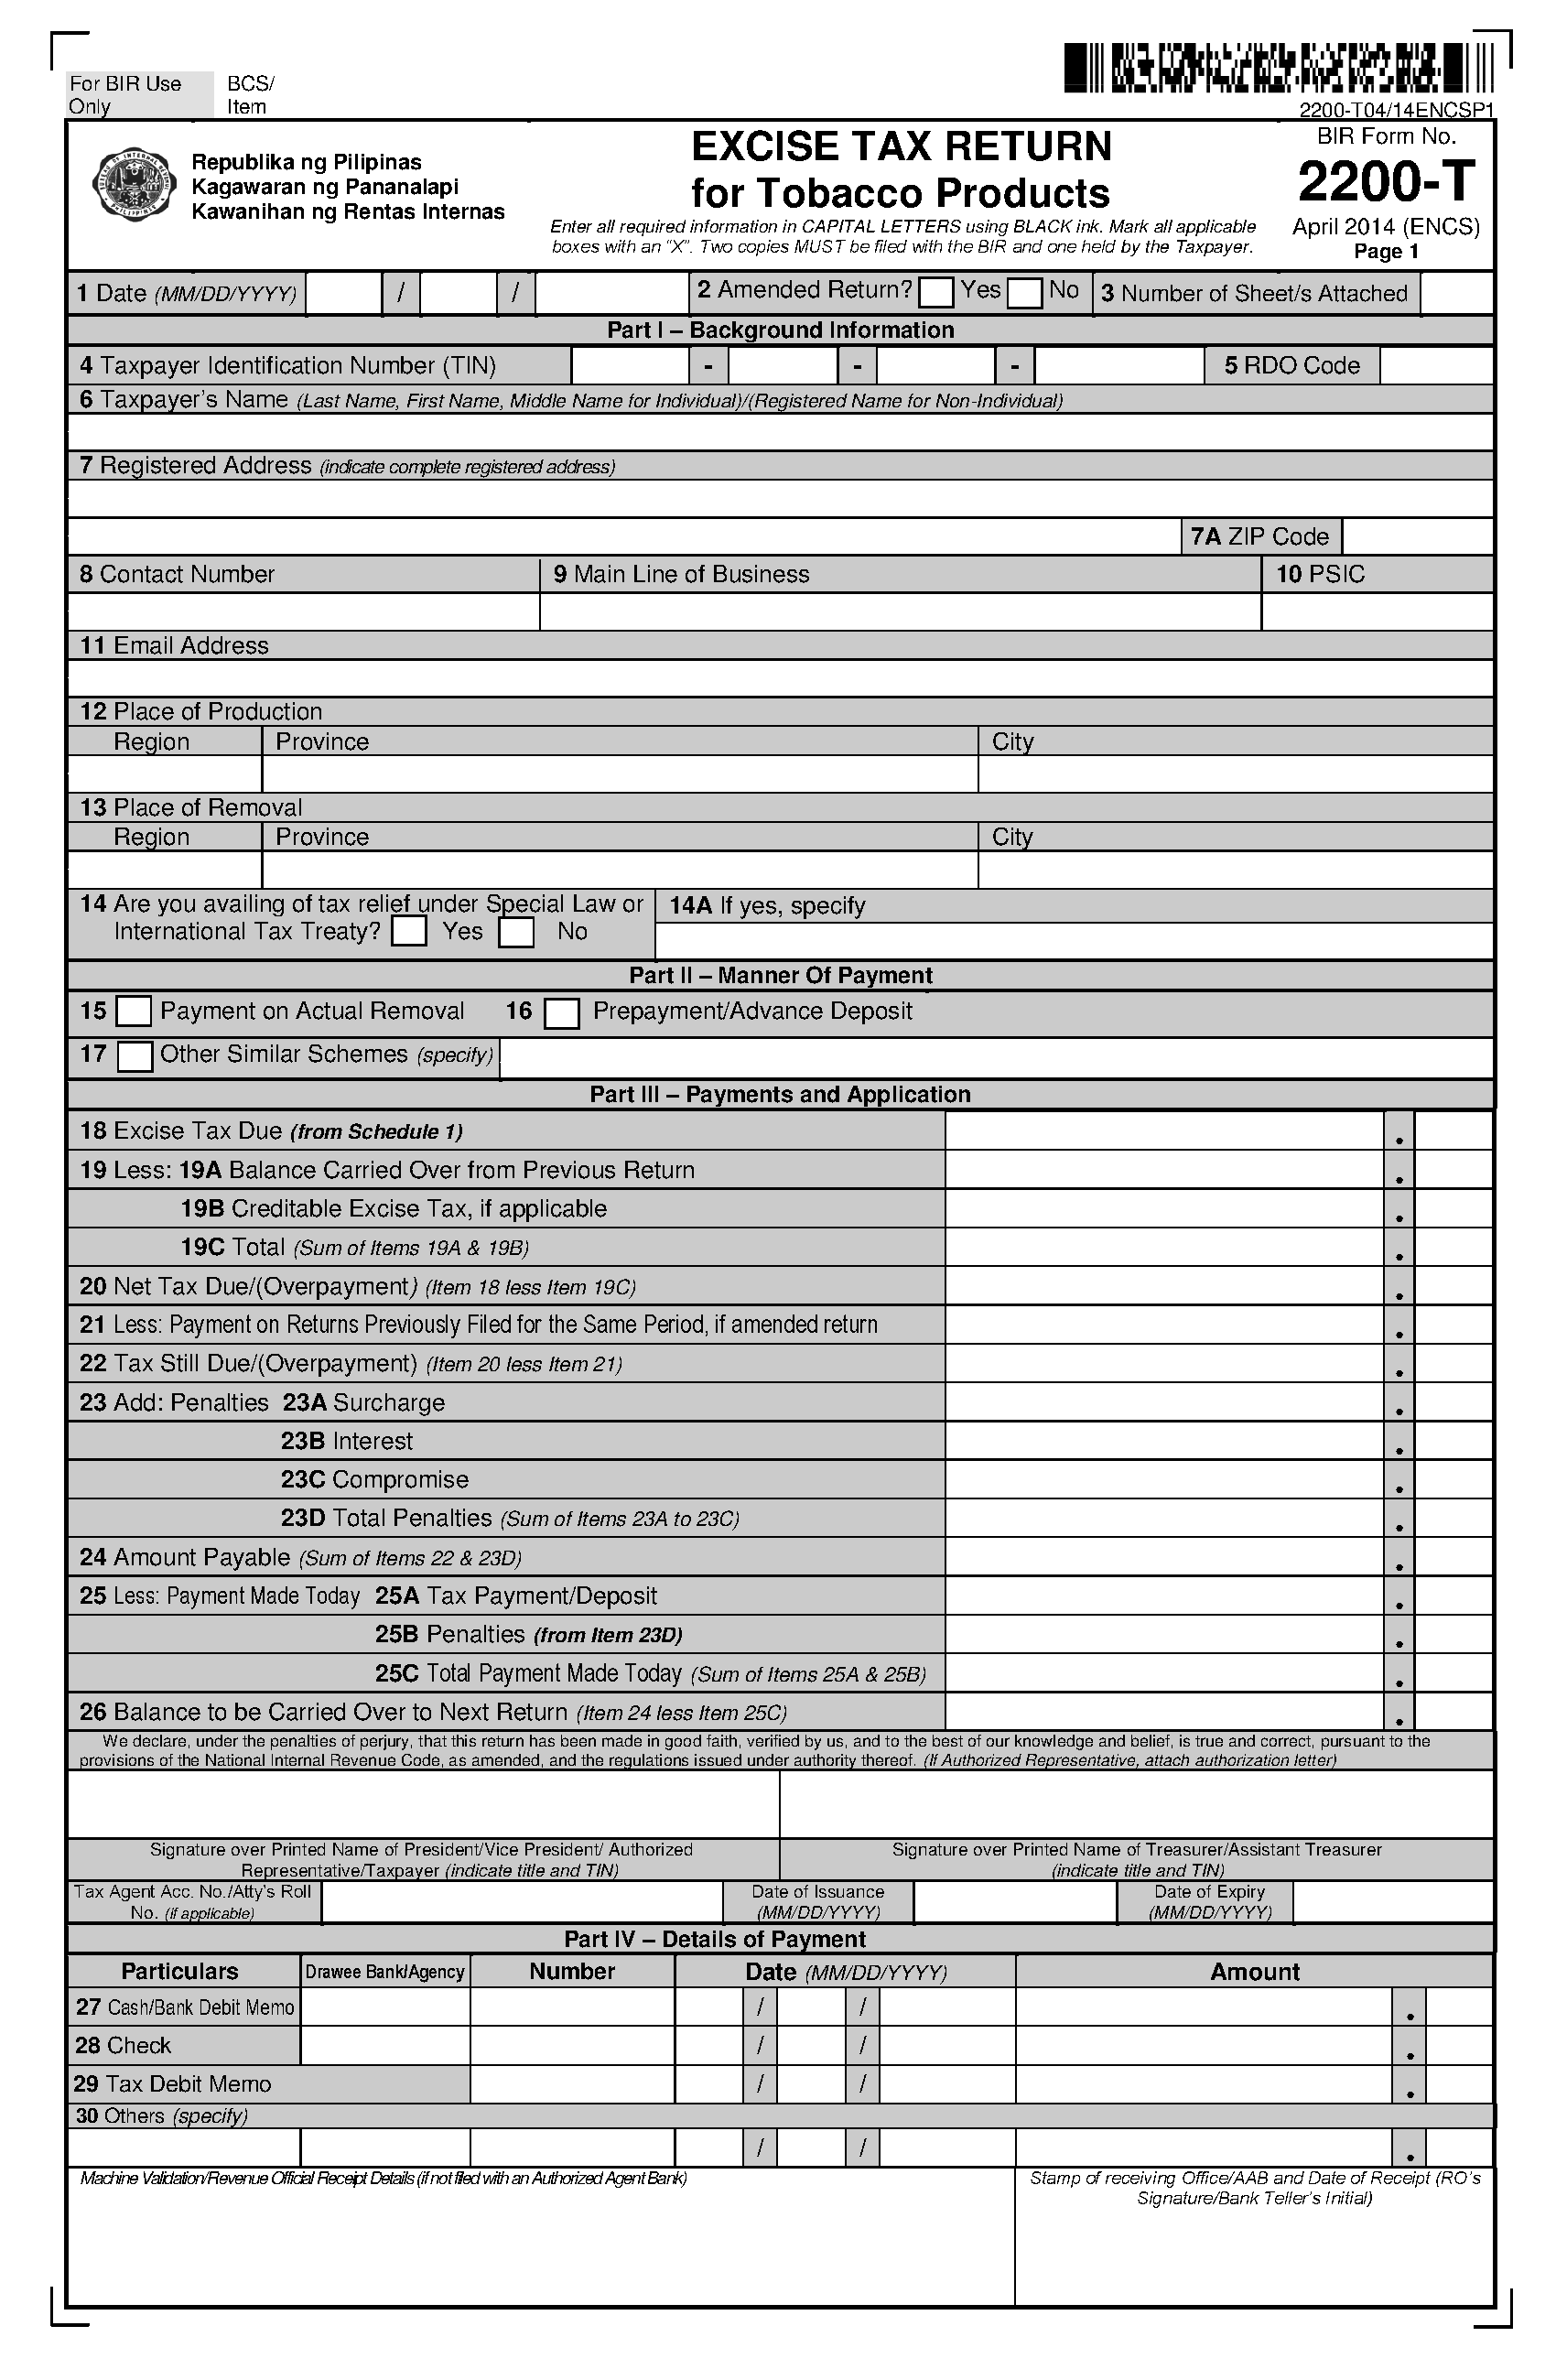 For BIR Use Only BCS/ Item
2200-T04/14ENCSP1
Republika ng Pilipinas
Kagawaran ng Pananalapi
Kawanihan ng Rentas Internas
EXCISE TAX RETURN
for Tobacco Products
Enter all required information in CAPITAL LETTERS using BLACK ink. Mark all applicable
boxes with an "X". Two copies MUST be filed with the BIR and one held by the Taxpayer.
BIR Form No.
2200-T
April 2014 (ENCS)
Page 1
1 Date (MM/DD/YYYY) / / 2 Amended Return? Yes No 3 Number of Sheet/s Attached
Part I – Background Information
4 Taxpayer Identification Number (TIN) - - - 5 RDO Code
6 Taxpayer's Name (Last Name, First Name, Middle Name for Individual)/(Registered Name for Non-Individual)
7 Registered Address (indicate complete registered address)
7A ZIP Code
8 Contact Number 9 Main Line of Business 10 PSIC
11 Email Address
12 Place of Production
Region Province City
13 Place of Removal
Region Province City
14 Are you availing of tax relief under Special Law or
International Tax Treaty? Yes No
14A If yes, specify
Part II – Manner Of Payment
15 Payment on Actual Removal 16 Prepayment/Advance Deposit
17 Other Similar Schemes (specify)
Part III – Payments and Application
18 Excise Tax Due (from Schedule 1) .
19 Less: 19A Balance Carried Over from Previous Return .
19B Creditable Excise Tax, if applicable .
19C Total (Sum of Items 19A & 19B) .
20 Net Tax Due/(Overpayment) (Item 18 less Item 19C) .
21 Less: Payment on Returns Previously Filed for the Same Period, if amended return .
22 Tax Still Due/(Overpayment) (Item 20 less Item 21) .
23 Add: Penalties 23A Surcharge .
23B Interest .
23C Compromise .
23D Total Penalties (Sum of Items 23A to 23C) .
24 Amount Payable (Sum of Items 22 & 23D) .
25 Less: Payment Made Today 25A Tax Payment/Deposit .
25B Penalties (from Item 23D) .
25C Total Payment Made Today (Sum of Items 25A & 25B) .
26 Balance to be Carried Over to Next Return (Item 24 less Item 25C) .
We declare, under the penalties of perjury, that this return has been made in good faith, verified by us, and to the best of our knowledge and belief, is true and correct, pursuant to the
provisions of the National Internal Revenue Code, as amended, and the regulations issued under authority thereof. (If Authorized Representative, attach authorization letter)
Signature over Printed Name of President/Vice President/ Authorized
Representative/Taxpayer (indicate title and TIN)
Signature over Printed Name of Treasurer/Assistant Treasurer
(indicate title and TIN)
Tax Agent Acc. No./Atty's Roll
No. (if applicable)
Date of Issuance
(MM/DD/YYYY)
Date of Expiry
(MM/DD/YYYY)
Part IV – Details of Payment
Particulars Drawee Bank/Agency Number Date (MM/DD/YYYY) Amount
27 Cash/Bank Debit Memo / / .
28 Check / / .
29 Tax Debit Memo / / .
30 Others (specify)
/ / .
Machine Validation/Revenue Official Receipt Details (if not filed with an Authorized Agent Bank)
Stamp of receiving Office/AAB and Date of Receipt (RO's
Signature/Bank Teller's Initial)